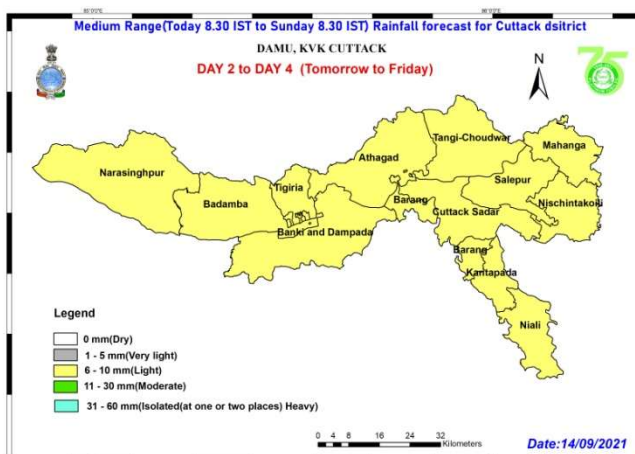 Medium Range(Today 8.30 IST to Sunday 8.30 IST) Rainfall forecast for Cuttack dsitrict
DAMU, KVK CUTTACK
DAY 2 to DAY 4 (Tomorrow to Friday)
N
75
Tangi-Choudwar
Mahanga
Athagad
Narasinghpur
Salepur
Tigiria
Badamba
Barang
Nischintakoili
Cuttack Sadar
Banki and Dampada
Barang
Kantapada
Niali
Legend
0 mm(Dry)
1 - 5 mm(Very light)
6 - 10 mm(Light)
11 - 30 mm(Moderate)
31 - 60 mm(Isolated(at one or two places) Heavy)
0 4 8 16 24 32
Kilometers
Date:14/09/2021